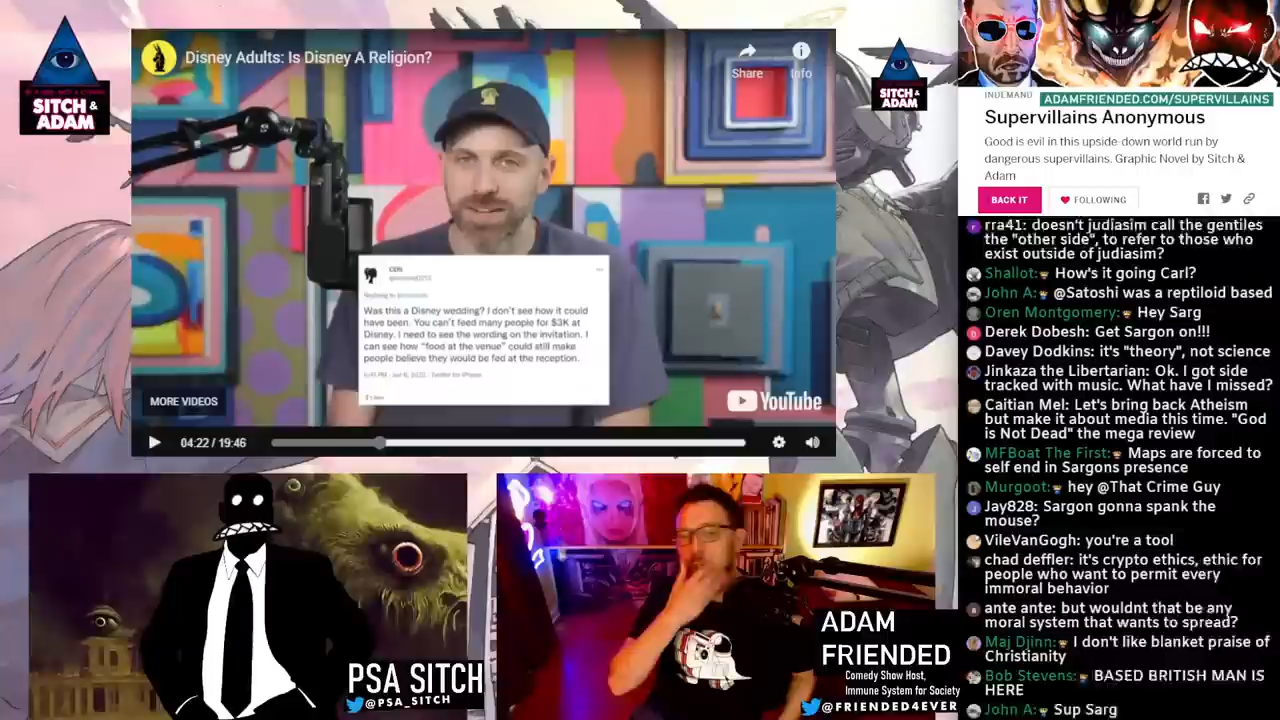 SITCH &
ADAM
Disney Adults: Is Disney A Religion?
Share
Info
Was this a Disney wedding? I don't see how it could
have been. You can't feed many people for $3K at
Disney. I need to see the wording on the invitation. I
can see how "food at the venue" could still make
people believe they would be fed at the reception.
MORE VIDEOS
YouTube
04:22 / 19:46
SITCH
& ADAM
INDEMAND
ADAMFRIENDED.COM/SUPERVILLAINS
Supervillains Anonymous
Good is evil in this upside-down world run by
dangerous supervillains. Graphic Novel by Sitch &
Adam
BACK IT
FOLLOWING
rra41: doesn't judiasim call the gentiles
the "other side", to refer to those who
exist outside of judiasim?
Shallot: How's it going Carl?
John A: @Satoshi was a reptiloid based
Oren Montgomery: Hey Sarg
Derek Dobesh: Get Sargon on!!!
Davey Dodkins: it's "theory", not science
Jinkaza the Libertarian: Ok. I got side
tracked with music. What have I missed?
Caitian Mel: Let's bring back Atheism
but make it about media this time. "God
is Not Dead" the mega review
MFBoat The First: Maps are forced to
self end in Sargons presence
Murgoot: hey @That Crime Guy
Jay828: Sargon gonna spank the
mouse?
VileVanGogh: you're a tool
chad deffler: it's crypto ethics, ethic for
people who want to permit every
immoral behavior
ante ante: but wouldnt that be any
moral system that wants to spread?
Maj Djinn: I don't like blanket praise of
Christianity
Bob Stevens: BASED BRITISH MAN IS
HERE
John A: Sup Sarg
PSA SITCH
@PSA_SITCH
ADAM
FRIENDED
Comedy Show Host,
Immune System for Society
@FRIENDED4EVER